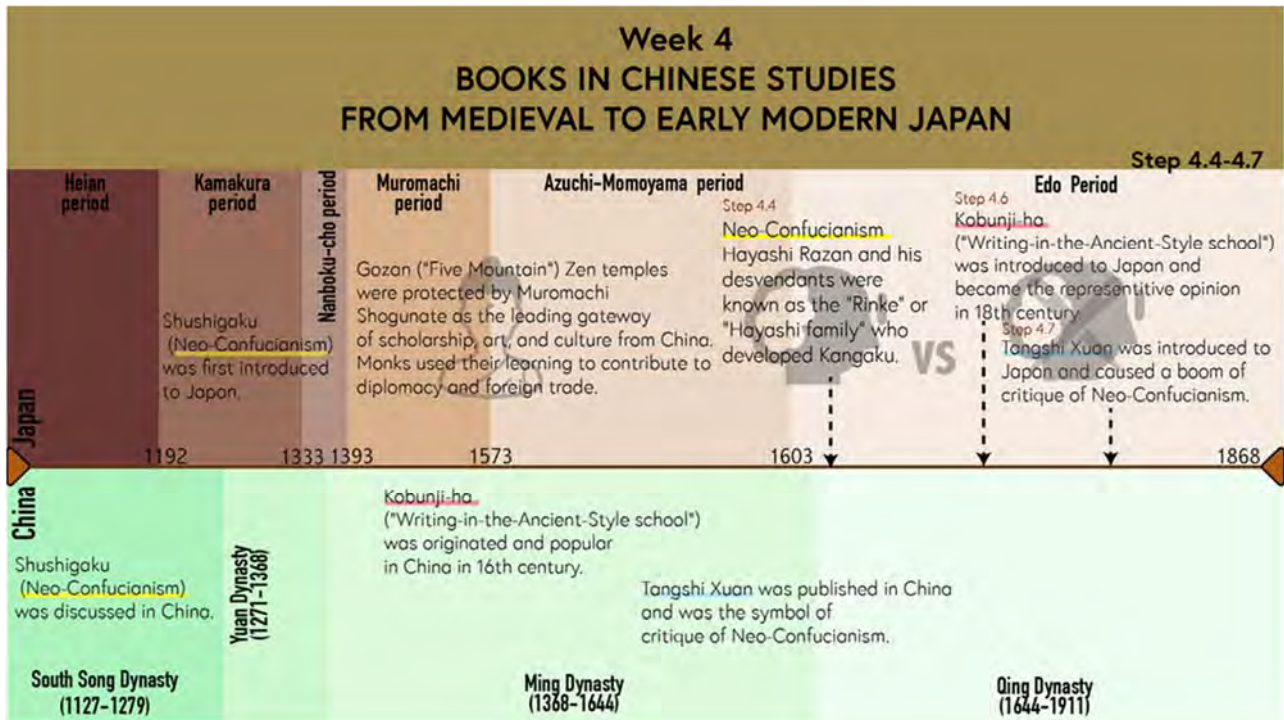 Week 4
BOOKS IN CHINESE STUDIES
FROM MEDIEVAL TO EARLY MODERN JAPAN
Step 4.4-4.7
Japan
Heian
period
Kamakura
period
Nanboku-cho period
Muromachi
period
Azuchi-Momoyama period
Edo Period
Shushigaku
(Neo-Confucianism)
was first introduced
to Japan.
Gozan ("Five Mountain") Zen temples
were protected by Muromachi
Shogunate as the leading gateway
of scholarship, art, and culture from China.
Monks used their learning to contribute to
diplomacy and foreign trade.
Step 4.4
Neo-Confucianism
Hayashi Razan and his
desvendants were
known as the "Rinke" or
"Hayashi family" who
developed Kangaku.
VS
Step 4.6
Kobunji-ha
("Writing-in-the-Ancient-Style school")
was introduced to Japan and
became the representitive opinion
in 18th century.
Step 4.7
Tangshi Xuan was introduced to
Japan and caused a boom of
critique of Neo-Confucianism.
1192
1333
1393
1573
1603
1868
China
Shushigaku
(Neo-Confucianism)
was discussed in China.
South Song Dynasty
(1127-1279)
Yuan Dynasty
(1271-1368)
Kobunji-ha
("Writing-in-the-Ancient-Style school")
was originated and popular
in China in 16th century.
Tangshi Xuan was published in China
and was the symbol of
critique of Neo-Confucianism.
Ming Dynasty
(1368-1644)
Qing Dynasty
(1644-1911)